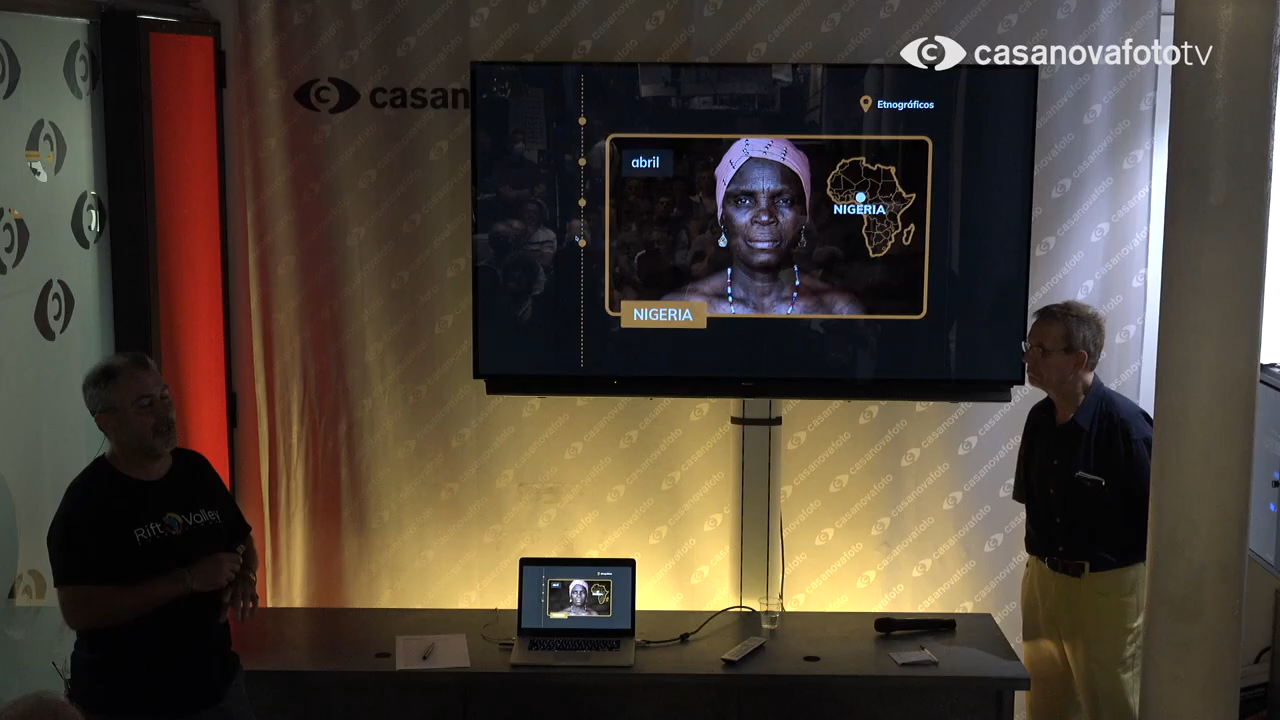 casanovafototv
casan
Etnográficos
abril
NIGERIA
NIGERIA
Rift Valley